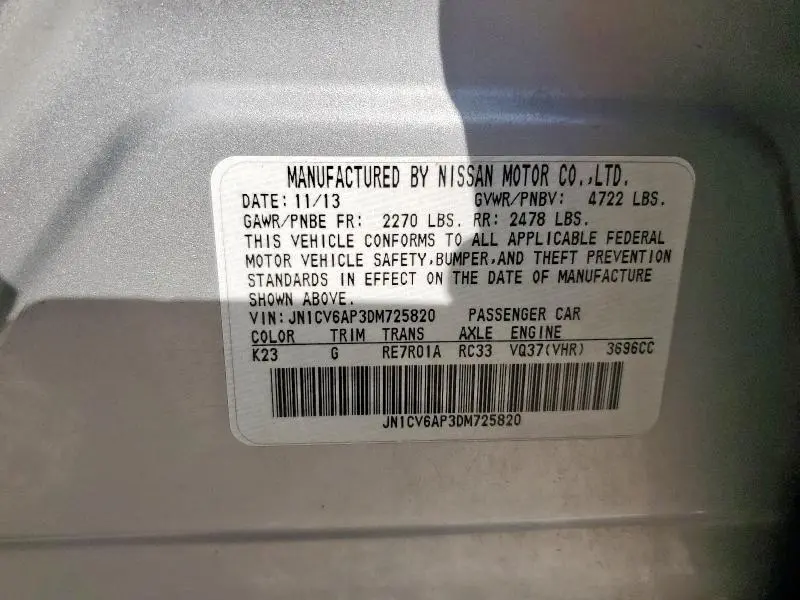 MANUFACTURED BY NISSAN MOTOR CO.,LTD.
DATE: 11/13 GVWR/PNBV: 4722 LBS.
GAWR/PNBE FR: 2270 LBS. RR: 2478 LBS.
THIS VEHICLE CONFORMS TO ALL APPLICABLE FEDERAL
MOTOR VEHICLE SAFETY,BUMPER,AND THEFT PREVENTION
STANDARDS IN EFFECT ON THE DATE OF MANUFACTURE
SHOWN ABOVE.
VIN: JN1CV6AP3DM725820 PASSENGER CAR
COLOR TRIM TRANS AXLE ENGINE
K23 G RE7R01A RC33 VQ37(VHR) 3696CC
JN1CV6AP3DM725820